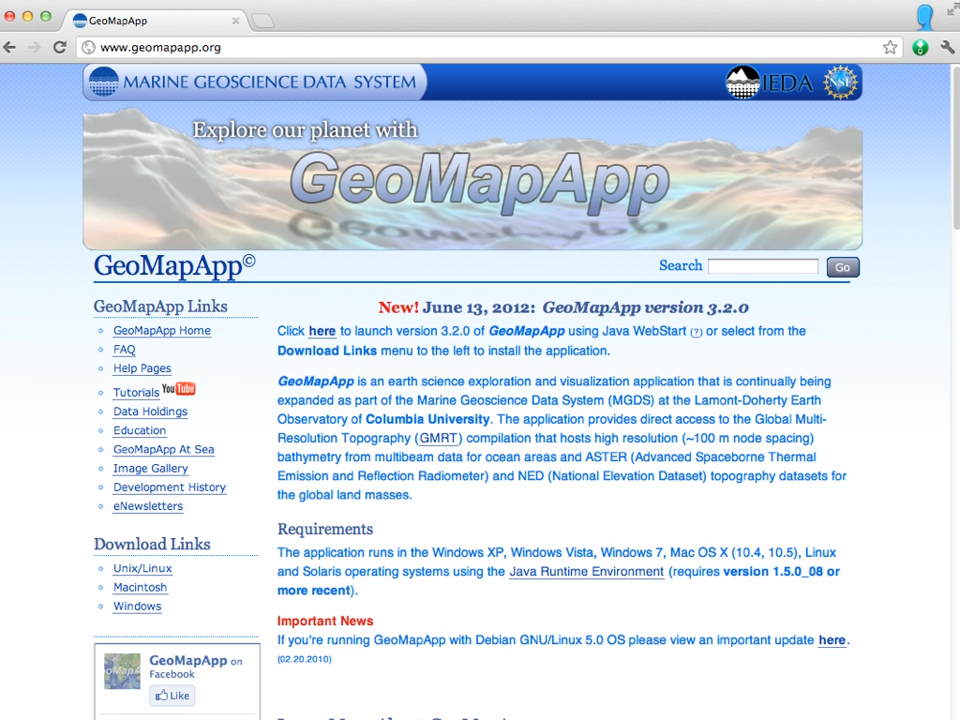 GeoMapApp
www.geomapapp.org
MARINE GEOSCIENCE DATA SYSTEM
IEDA
NSF
Explore our planet with
GeoMapApp
GeoMapApp©
Search
Go
GeoMapApp Links
GeoMapApp Home
FAQ
Help Pages
Tutorials YouTube
Data Holdings
Education
GeoMapApp At Sea
Image Gallery
Development History
eNewsletters
Download Links
Unix/Linux
Macintosh
Windows
GeoMapApp on
Facebook
Like
New! June 13, 2012: GeoMapApp version 3.2.0
Click here to launch version 3.2.0 of GeoMapApp using Java WebStart (?) or select from the
Download Links menu to the left to install the application.
GeoMapApp is an earth science exploration and visualization application that is continually being
expanded as part of the Marine Geoscience Data System (MGDS) at the Lamont-Doherty Earth
Observatory of Columbia University. The application provides direct access to the Global Multi-
Resolution Topography (GMRT) compilation that hosts high resolution (~100 m node spacing)
bathymetry from multibeam data for ocean areas and ASTER (Advanced Spaceborne Thermal
Emission and Reflection Radiometer) and NED (National Elevation Dataset) topography datasets for
the global land masses.
Requirements
The application runs in the Windows XP, Windows Vista, Windows 7, Mac OS X (10.4, 10.5), Linux
and Solaris operating systems using the Java Runtime Environment (requires version 1.5.0_08 or
more recent).
Important News
If you're running GeoMapApp with Debian GNU/Linux 5.0 OS please view an important update here.
(02.20.2010)